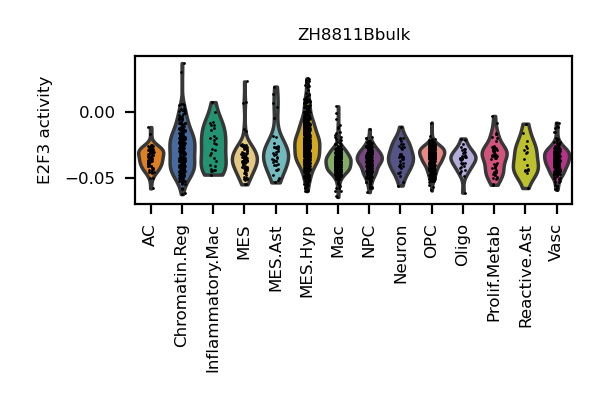 ZH8811Bbulk
E2F3 activity
0.00
−0.05
AC
Chromatin.Reg
Inflammatory.Mac
MES
MES.Ast
MES.Hyp
Mac
NPC
Neuron
OPC
Oligo
Prolif.Metab
Reactive.Ast
Vasc